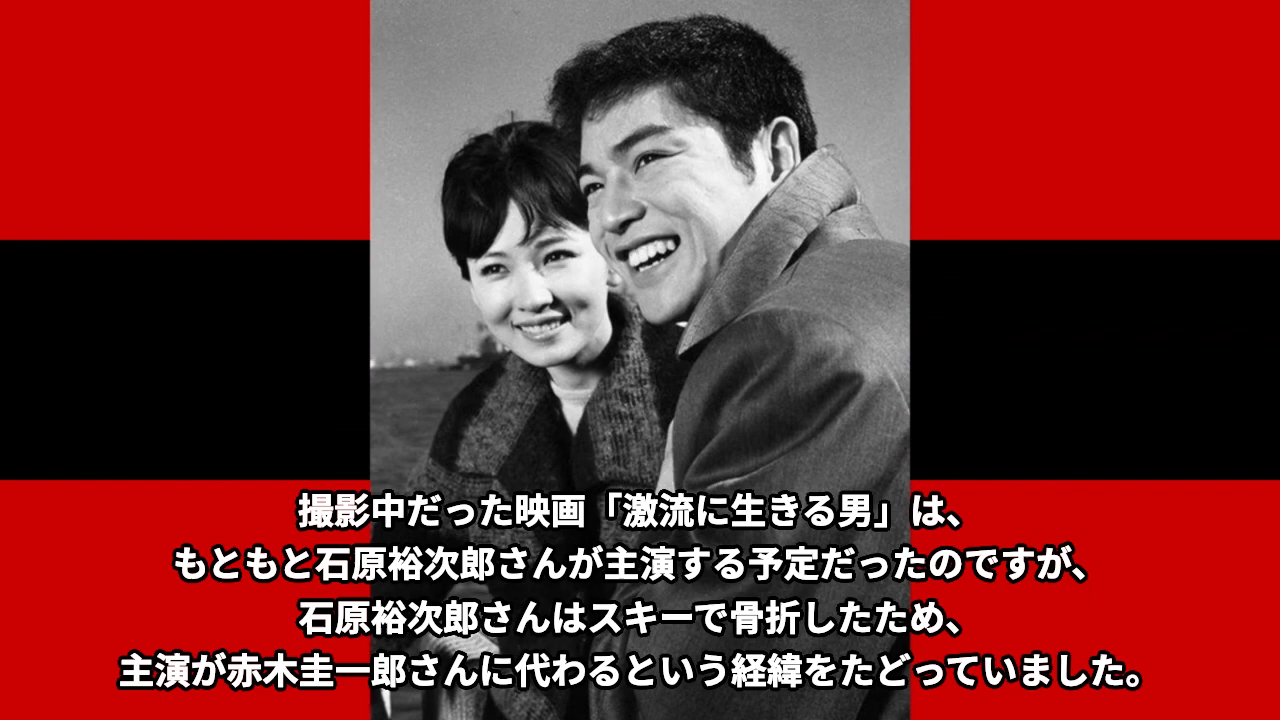 撮影中だった映画「激流に生きる男」は、
もともと石原裕次郎さんが主演する予定だったのですが、
石原裕次郎さんはスキーで骨折したため、
主演が赤木圭一郎さんに代わるという経緯をたどっていました。